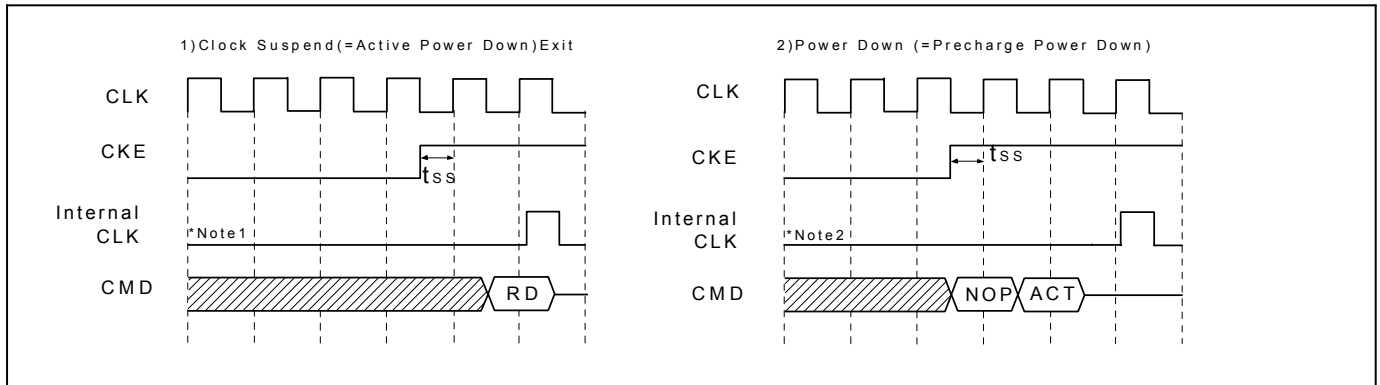 1)Clock Suspend(=Active Power Down)Exit
CLK
CKE
tSS
Internal
CLK
*Note1
CMD
RD
2)Power Down (=Precharge Power Down)
CLK
CKE
tSS
Internal
CLK
*Note2
CMD
NOP
ACT